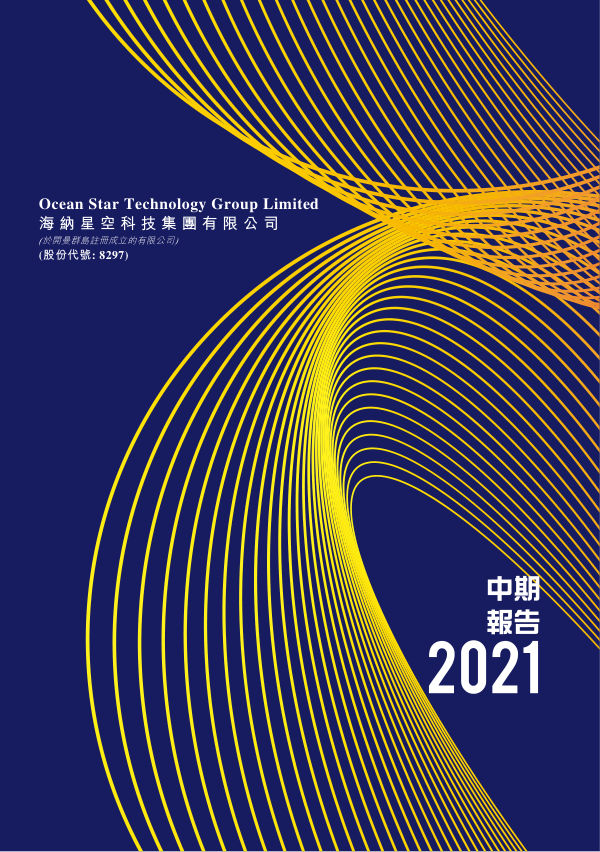 Ocean Star Technology Group Limited
海納星空科技集團有限公司
(於開曼群島註冊成立的有限公司)
(股份代號: 8297)
中期
報告
2021